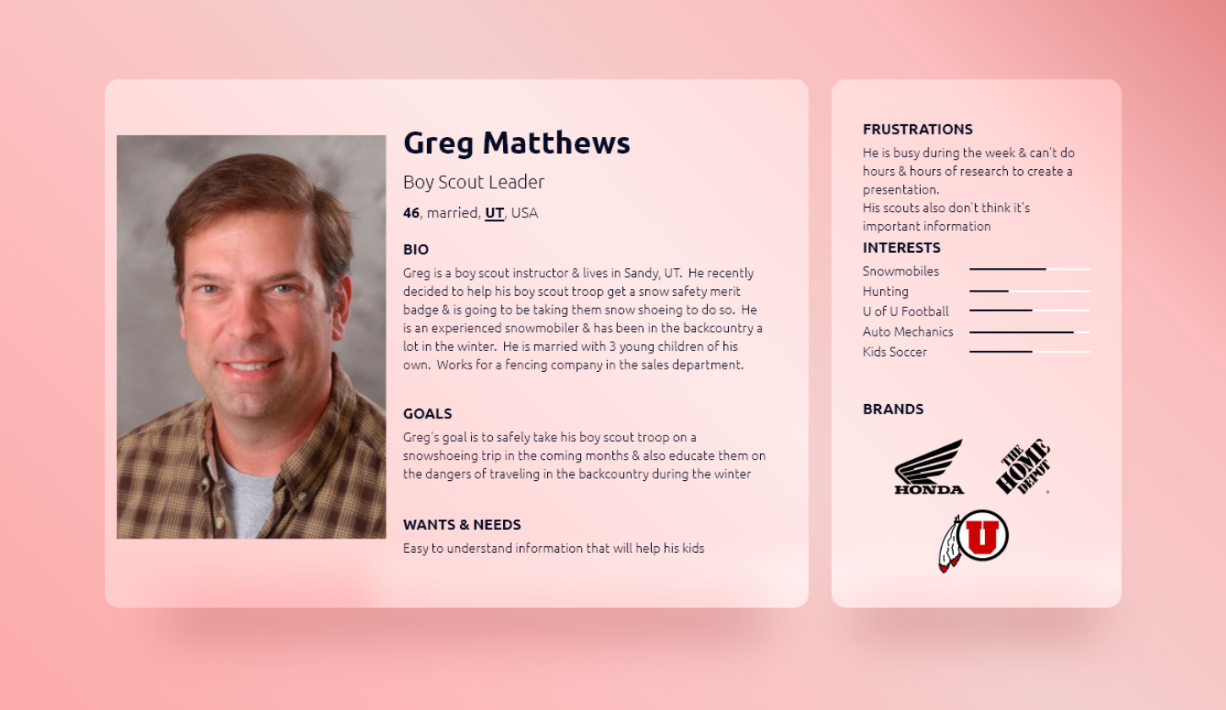 Greg Matthews
Boy Scout Leader
46, married, UT, USA
BIO
Greg is a boy scout instructor & lives in Sandy, UT.  He recently
decided to help his boy scout troop get a snow safety merit
badge & is going to be taking them snow shoeing to do so.  He
is an experienced snowmobiler & has been in the backcountry a
lot in the winter.  He is married with 3 young children of his
own.  Works for a fencing company in the sales department.
GOALS
Greg's goal is to safely take his boy scout troop on a
snowshoeing trip in the coming months & also educate them on
the dangers of traveling in the backcountry during the winter
WANTS & NEEDS
Easy to understand information that will help his kids
FRUSTRATIONS
He is busy during the week & can't do
hours & hours of research to create a
presentation.
His scouts also don't think it's
important information
INTERESTS
Snowmobiles
Hunting
U of U Football
Auto Mechanics
Kids Soccer
BRANDS
HONDA
THE
HOME
DEPOT
U